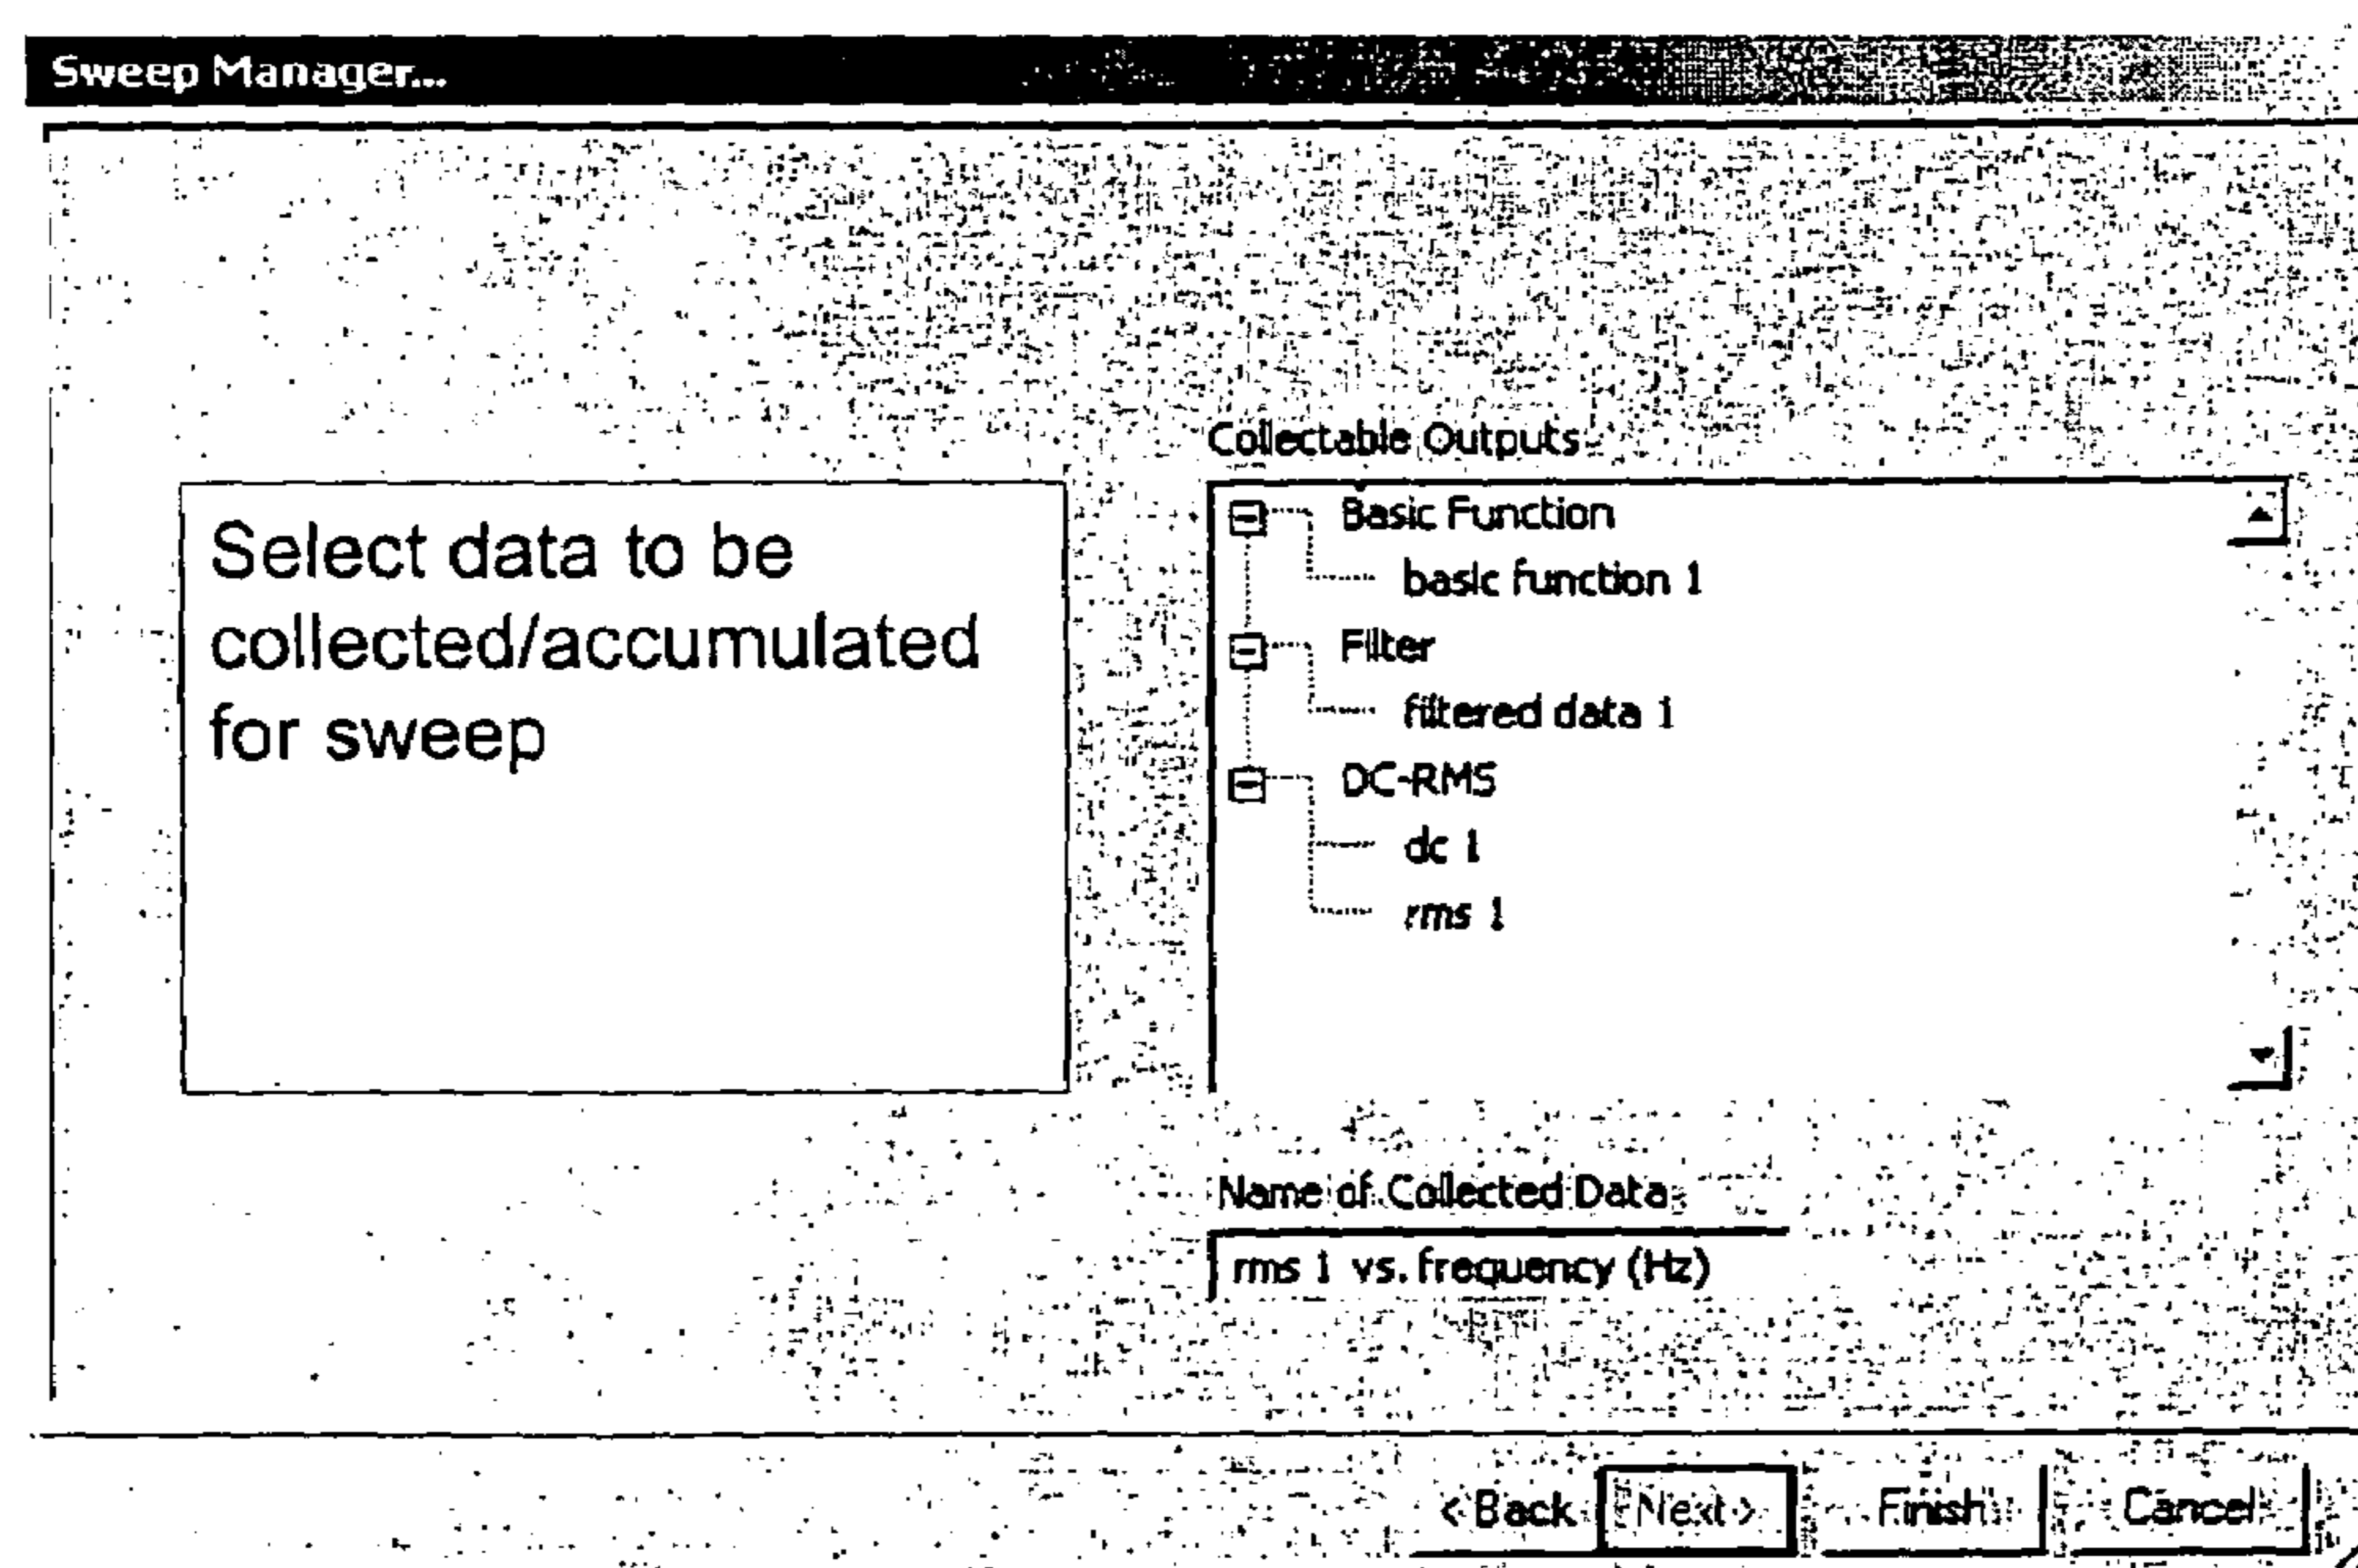 Sweep Manager...
Select data to be
collected/accumulated
for sweep
Collectable Outputs
Basic Function
basic function 1
Filter
filtered data 1
DC-RMS
dc 1
rms 1
Name of Collected Data
rms 1 vs. frequency (Hz)
< Back Next > Finish Cancel